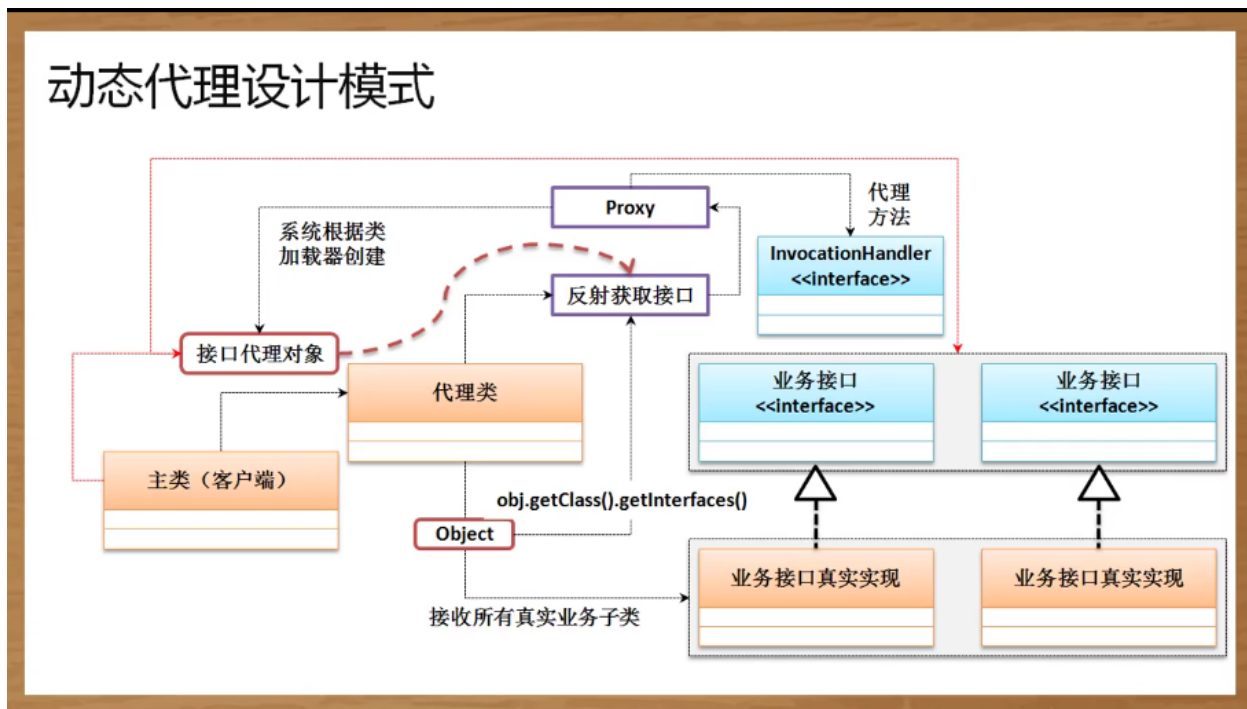 动态代理设计模式
Proxy
代理
方法
系统根据类
加载器创建
InvocationHandler
<<interface>>
反射获取接口
接口代理对象
代理类
业务接口
<<interface>>
业务接口
<<interface>>
主类（客户端）
obj.getClass().getInterfaces()
Object
业务接口真实实现
业务接口真实实现
接收所有真实业务子类